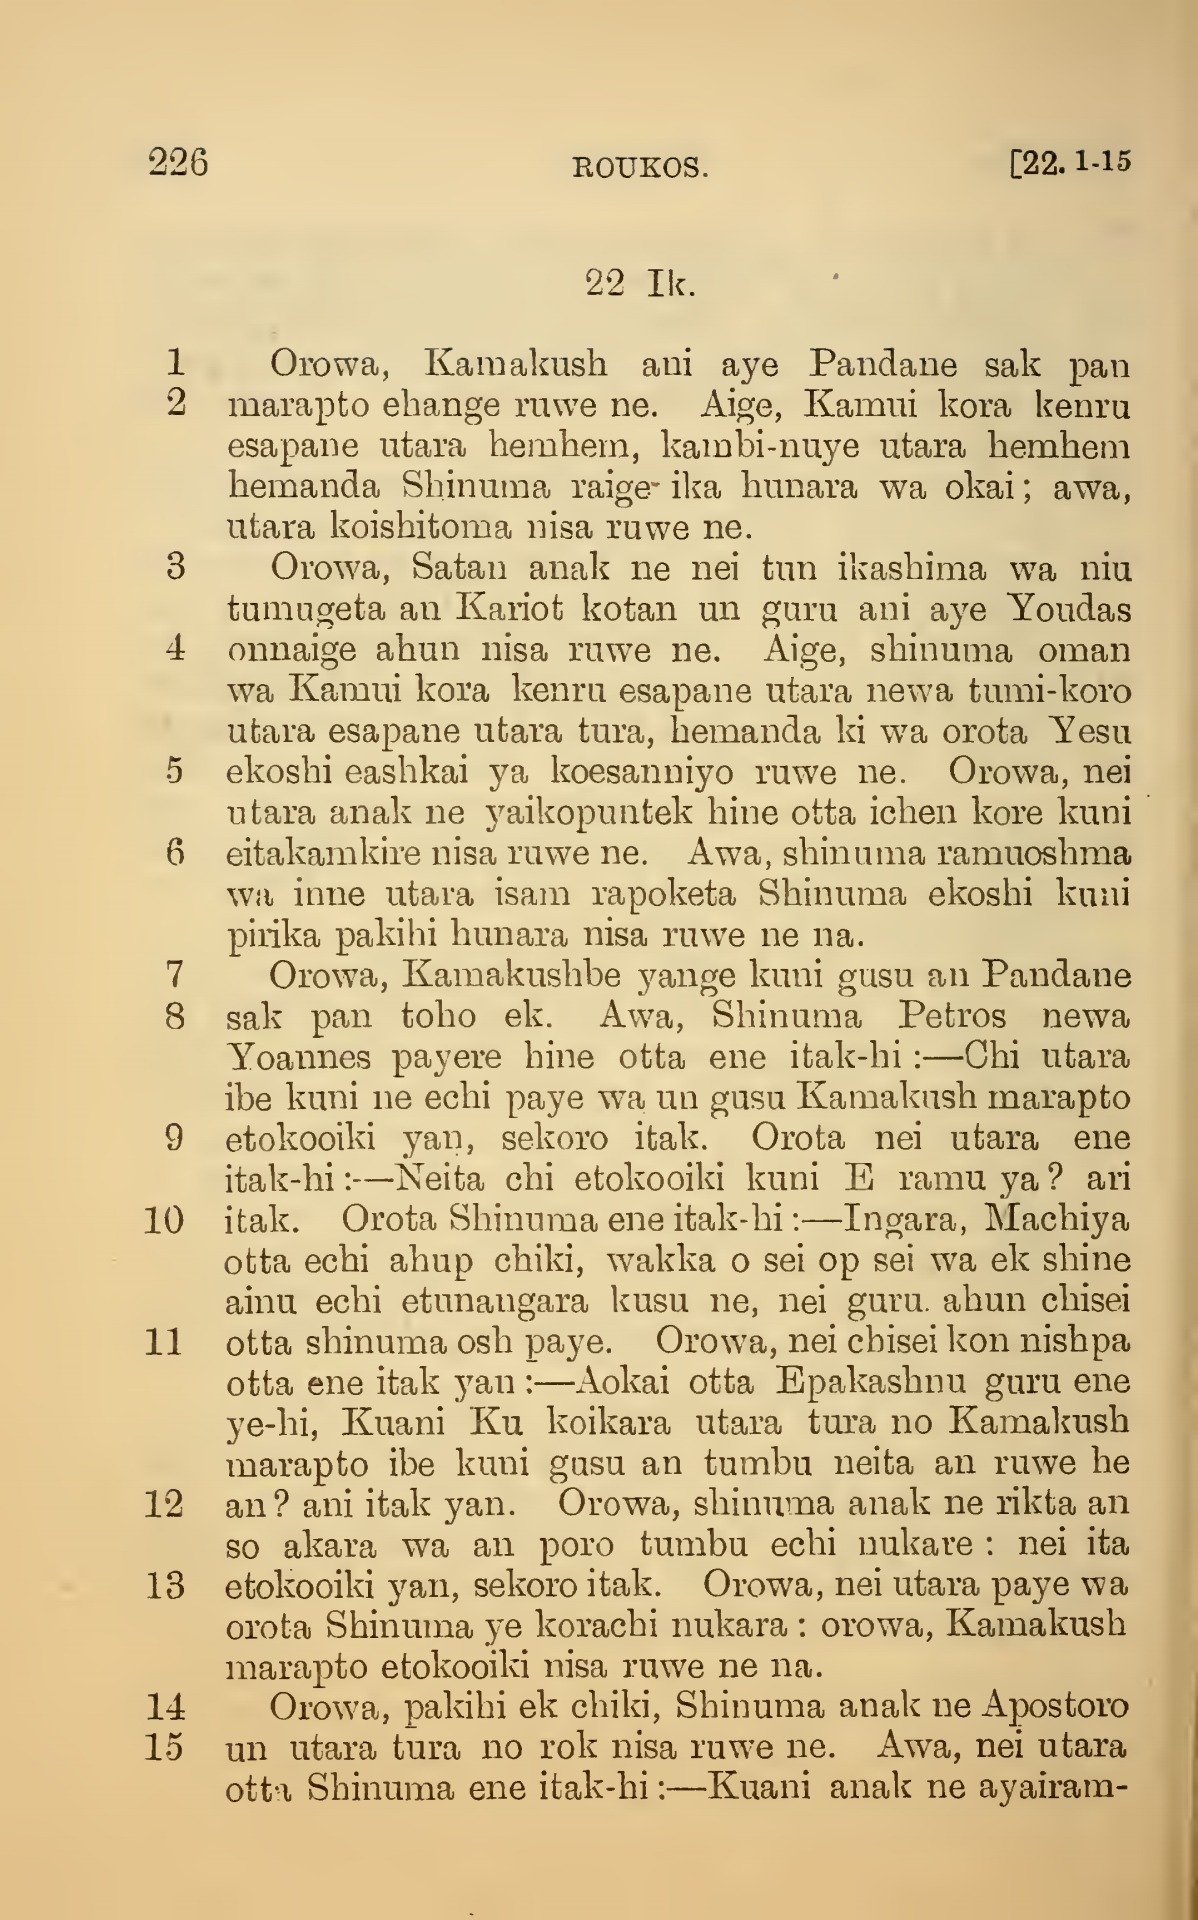 226 ROUKOS. [22. 1-15
22 Ik.
1 Orowa, Kamakush ani aye Pandane sak pan
2 marapto ehange ruwe ne. Aige, Kamui kora kenru
esapane utara hemhem, kambi-nuye utara hemhem
hemanda Shinuma raige- ika hunara wa okai; awa,
utara koishitoma nisa ruwe ne.
3 Orowa, Satan anak ne nei tun ikashima wa niu
tumugeta an Kariot kotan un guru ani aye Youdas
4 onnaige ahun nisa ruwe ne. Aige, shinuma oman
wa Kamui kora kenru esapane utara newa tumi-koro
utara esapane utara tura, hemanda ki wa orota Yesu
5 ekoshi eashkai ya koesanniyo ruwe ne. Orowa, nei
utara anak ne yaikopuntek hine otta ichen kore kuni
6 eitakamkire nisa ruwe ne. Awa, shinuma ramuoshma
wa inne utara isam rapoketa Shinuma ekoshi kuni
pirika pakihi hunara nisa ruwe ne na.
7 Orowa, Kamakushbe yange kuni gusu an Pandane
8 sak pan toho ek. Awa, Shinuma Petros newa
Yoannes payere hine otta ene itak-hi:—Chi utara
ibe kuni ne echi paye wa un gusu Kamakush marapto
9 etokooiki yan, sekoro itak. Orota nei utara ene
itak-hi:—Neita chi etokooiki kuni E ramu ya? ari
10 itak. Orota Shinuma ene itak-hi:—Ingara, Machiya
otta echi ahup chiki, wakka o sei op sei wa ek shine
ainu echi etunangara kusu ne, nei guru. ahun chisei
11 otta shinuma osh paye. Orowa, nei chisei kon nishpa
otta ene itak yan:—Aokai otta Epakashnu guru ene
ye-hi, Kuani Ku koikara utara tura no Kamakush
marapto ibe kuni gusu an tumbu neita an ruwe he
12 an? ani itak yan. Orowa, shinuma anak ne rikta an
so akara wa an poro tumbu echi nukare: nei ita
13 etokooiki yan, sekoro itak. Orowa, nei utara paye wa
orota Shinuma ye korachi nukara: orowa, Kamakush
marapto etokooiki nisa ruwe ne na.
14 Orowa, pakihi ek chiki, Shinuma anak ne Apostoro
15 un utara tura no rok nisa ruwe ne. Awa, nei utara
otta Shinuma ene itak-hi:—Kuani anak ne ayairam-